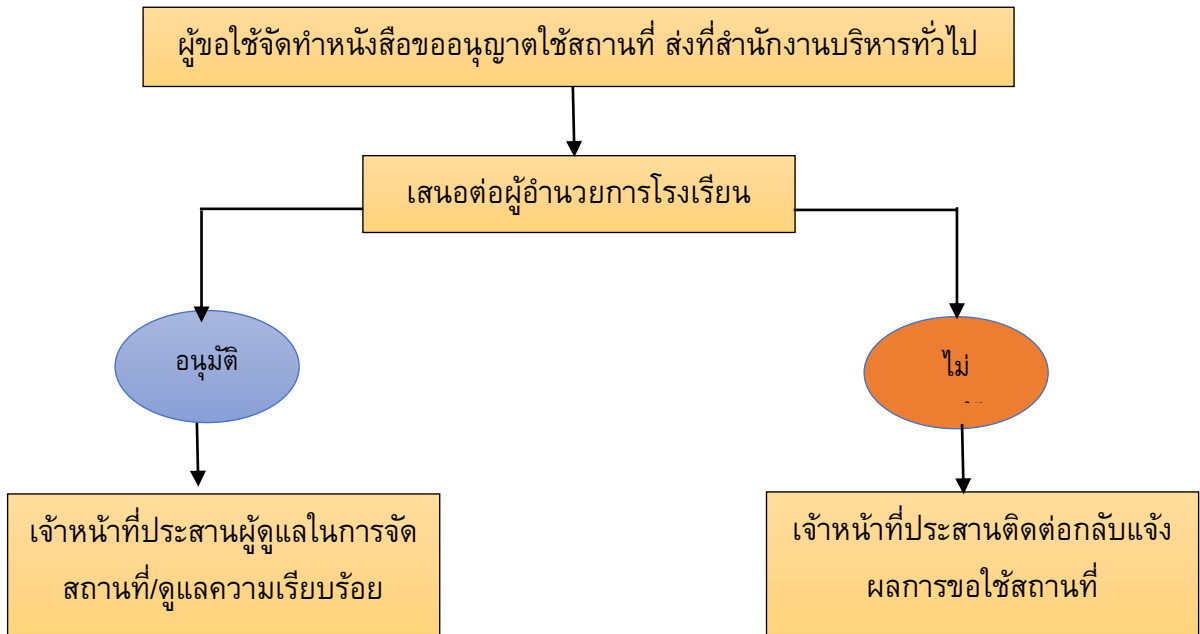 ผู้ขอใช้จัดทำหนังสือขออนุญาตใช้สถานที่ ส่งที่สำนักงานบริหารทั่วไป
เสนอต่อผู้อำนวยการโรงเรียน
อนุมัติ
ไม่
เจ้าหน้าที่ประสานผู้ดูแลในการจัด
สถานที่/ดูแลความเรียบร้อย
เจ้าหน้าที่ประสานติดต่อกลับแจ้ง
ผลการขอใช้สถานที่